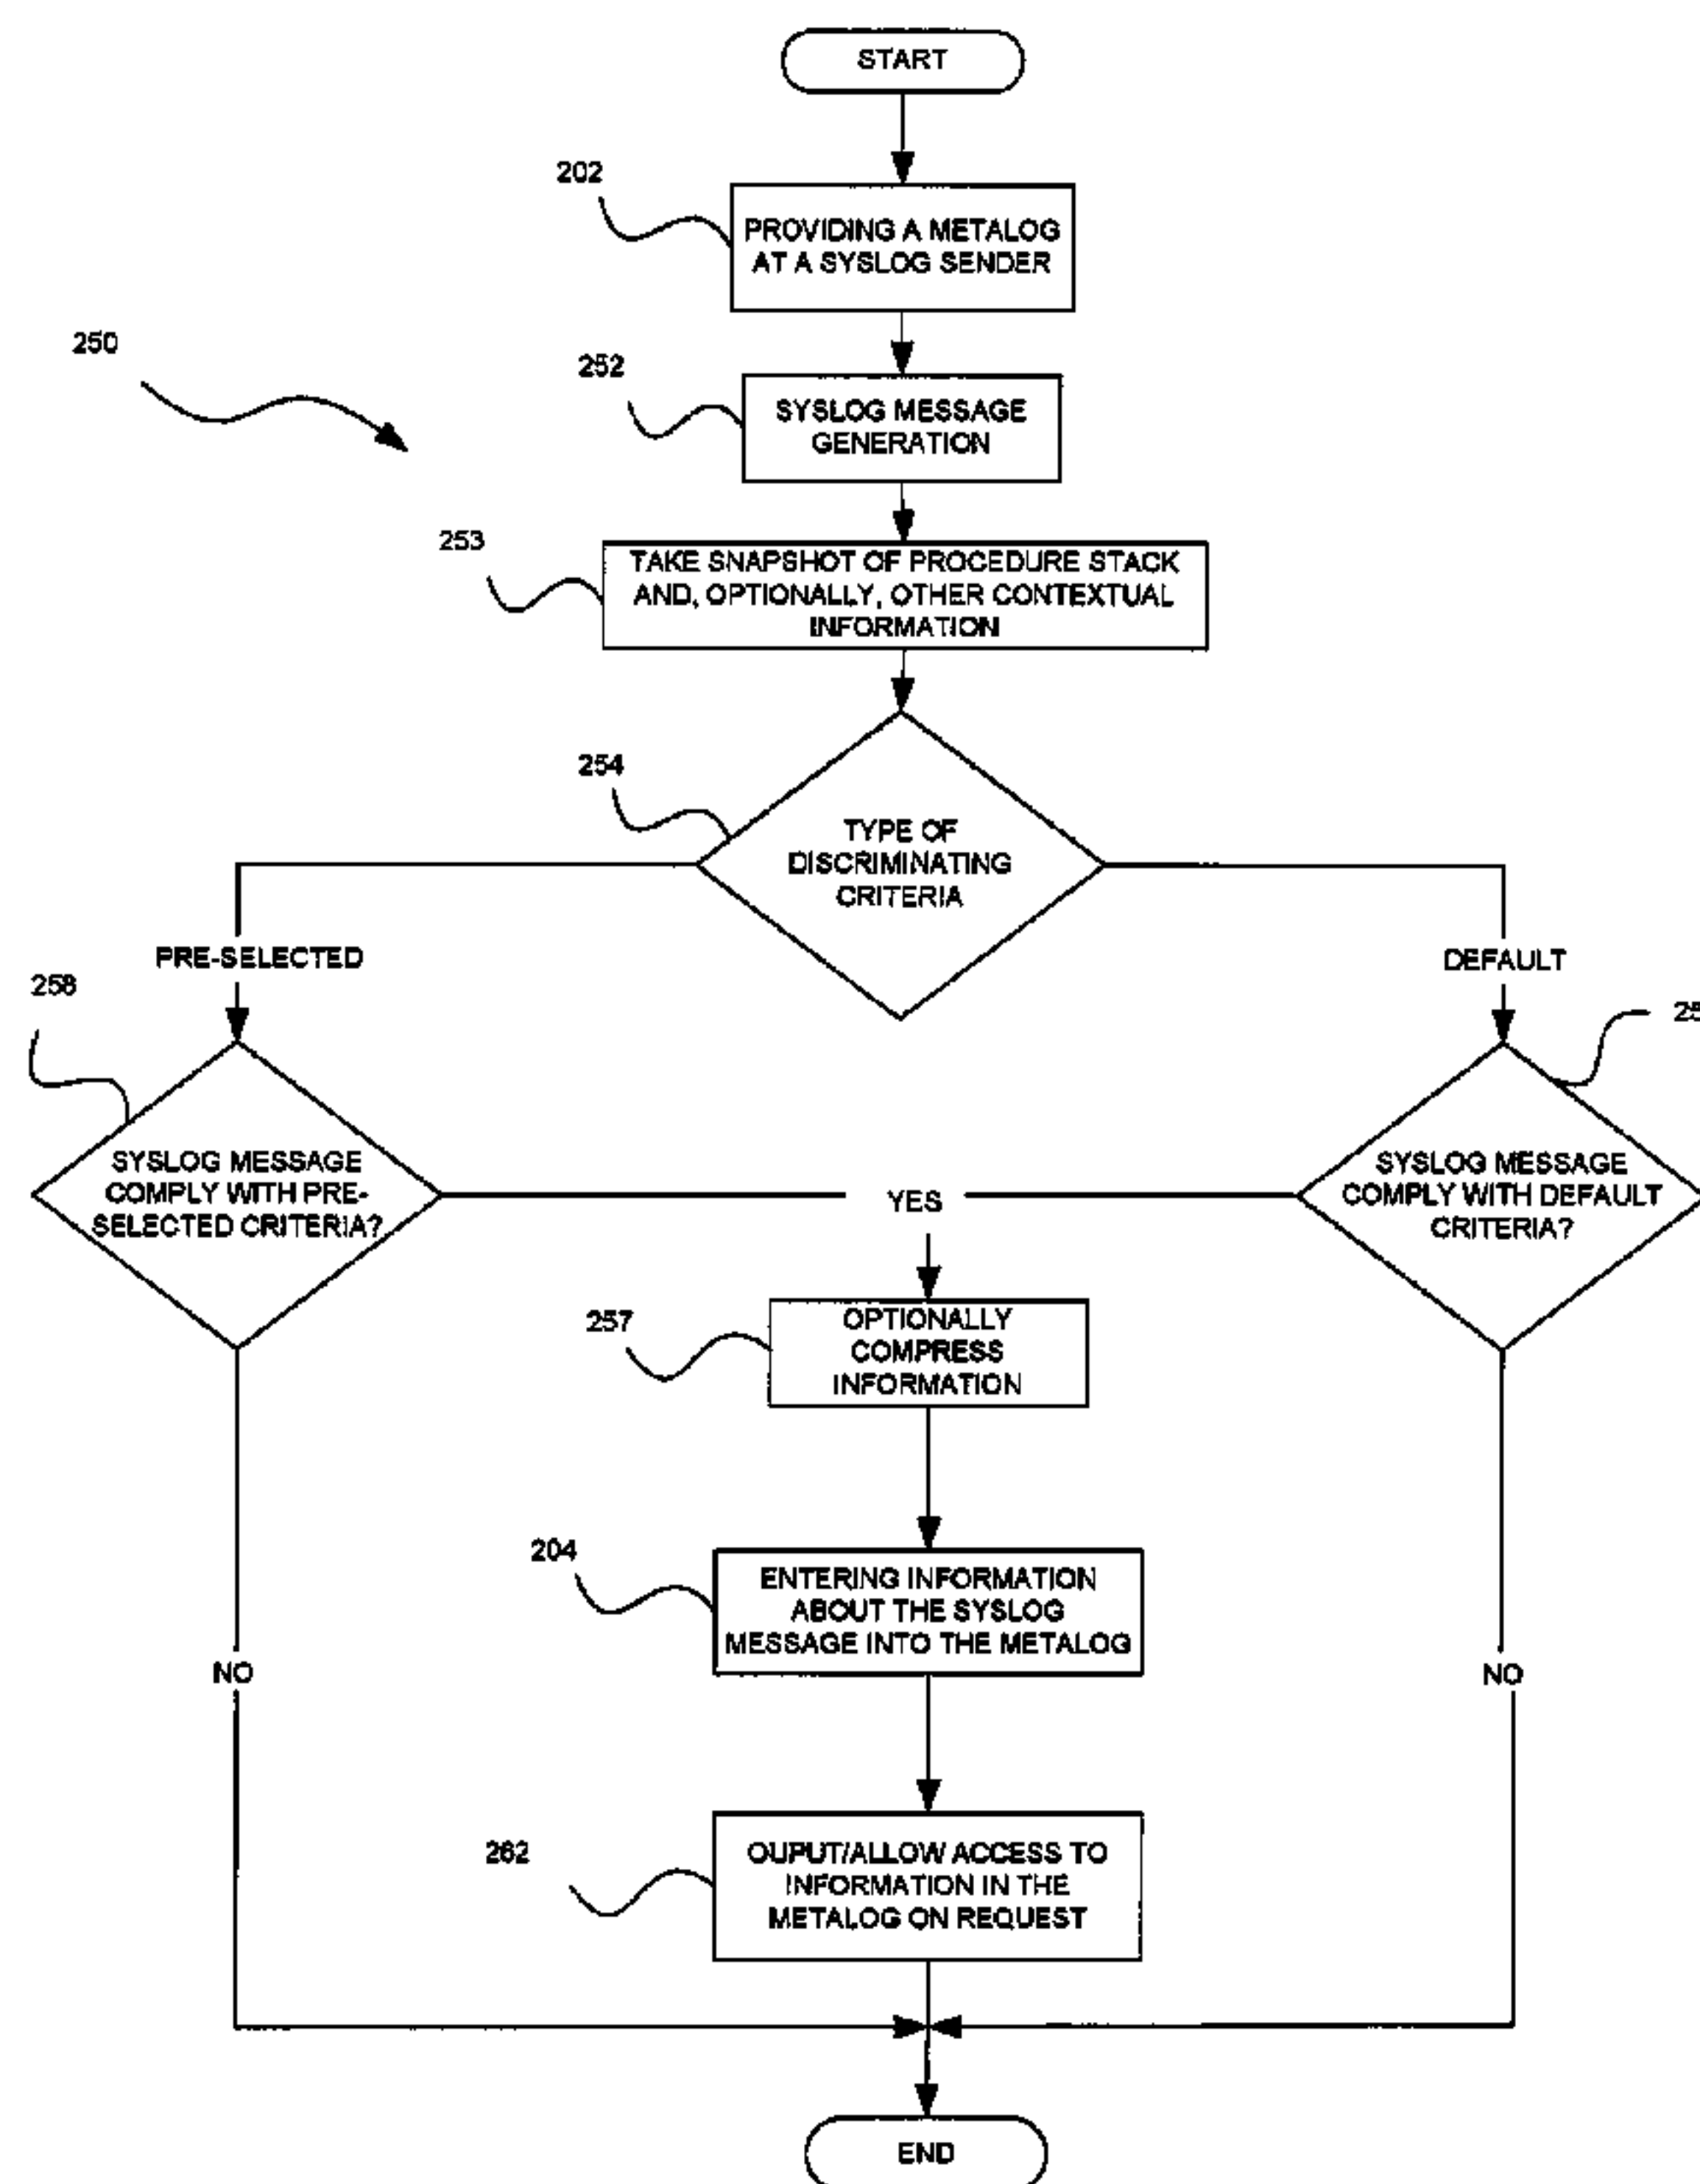 START
202
PROVIDING A METALOG
AT A SYSLOG SENDER
250
252
SYSLOG MESSAGE
GENERATION
253
TAKE SNAPSHOT OF PROCEDURE STACK
AND, OPTIONALLY, OTHER CONTEXTUAL
INFORMATION
254
TYPE OF
DISCRIMINATING
CRITERIA
PRE-SELECTED
DEFAULT
258
SYSLOG MESSAGE
COMPLY WITH PRE-
SELECTED CRITERIA?
YES
SYSLOG MESSAGE
COMPLY WITH DEFAULT
CRITERIA?
257
OPTIONALLY
COMPRESS
INFORMATION
204
ENTERING INFORMATION
ABOUT THE SYSLOG
MESSAGE INTO THE METALOG
NO
NO
262
OUPUT/ALLOW ACCESS TO
INFORMATION IN THE
METALOG ON REQUEST
END